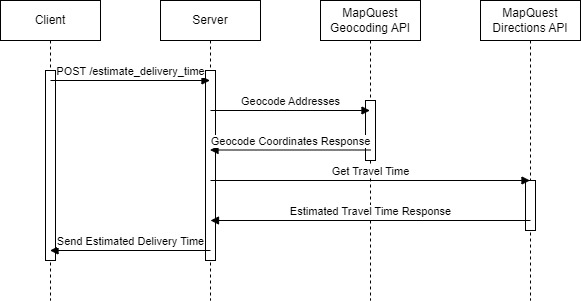 Client
Server
MapQuest
Geocoding API
MapQuest
Directions API
POST /estimate_delivery_time
Geocode Addresses
Geocode Coordinates Response
Get Travel Time
Estimated Travel Time Response
Send Estimated Delivery Time